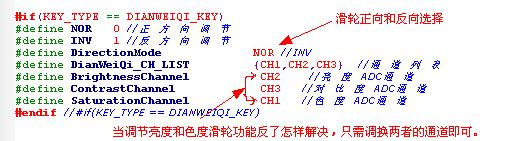 #if(KEY_TYPE == DIANWEIQI_KEY) 滑轮正向和反向选择
#define NOR 0 //正方向调节
#define INV 1 //反方向调节
#define DirectionMode NOR //INV
#define DianWeiQi_CH_LIST {CH1,CH2,CH3} //通道列表
#define BrightnessChannel CH2 //亮度ADC通道
#define ContrastChannel CH3 //对比度ADC通道
#define SaturationChannel CH1 //色度ADC通道
#endif //#if(KEY_TYPE == DIANWEIQI_KEY)
当调节亮度和色度滑轮功能反了怎样解决，只需调换两者的通道即可。